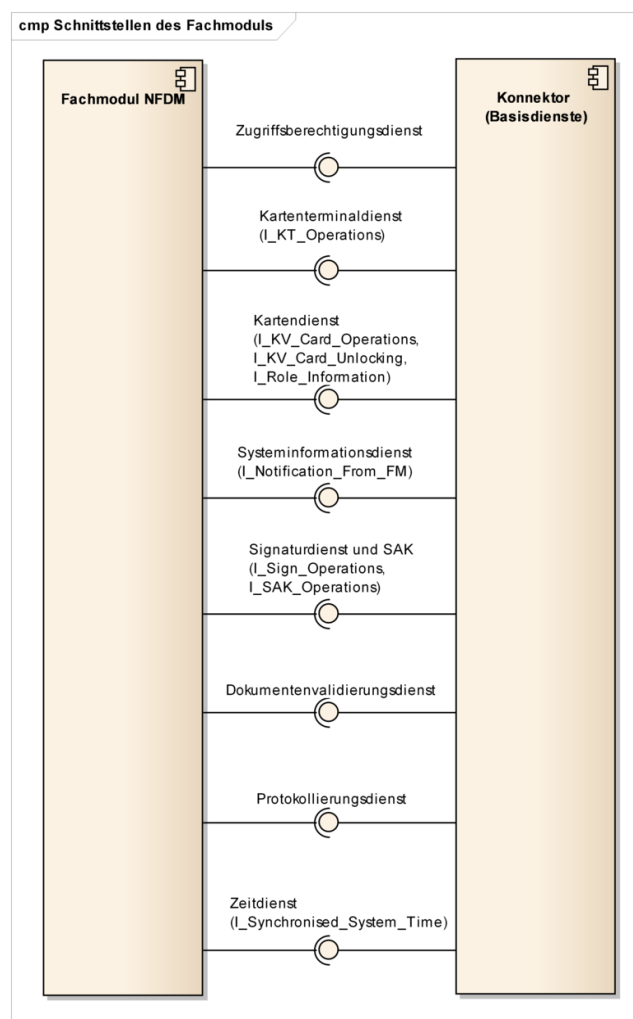 cmp Schnittstellen des Fachmoduls
Fachmodul NFDM
Konnektor
(Basisdienste)
Zugriffsberechtigungsdienst
Kartenterminaldienst
(I_KT_Operations)
Kartendienst
(I_KV_Card_Operations,
I_KV_Card_Unlocking,
I_Role_Information)
Systeminformationsdienst
(I_Notification_From_FM)
Signaturdienst und SAK
(I_Sign_Operations,
I_SAK_Operations)
Dokumentenvalidierungsdienst
Protokollierungsdienst
Zeitdienst
(I_Synchronised_System_Time)